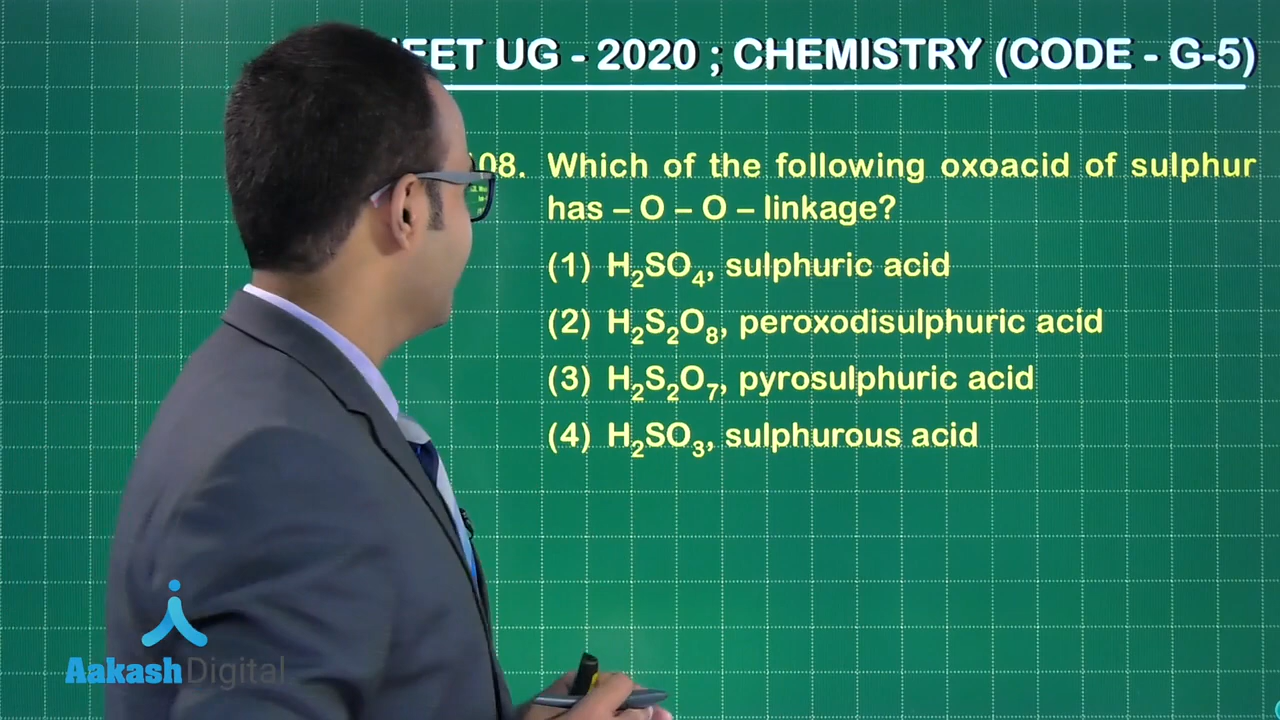 EET UG - 2020 ; CHEMISTRY (CODE - G-5)
08. Which of the following oxoacid of sulphur
has – O – O – linkage?
(1) H₂SO₄, sulphuric acid
(2) H₂S₂O₈, peroxodisulphuric acid
(3) H₂S₂O₇, pyrosulphuric acid
(4) H₂SO₃, sulphurous acid
Aakash Digital